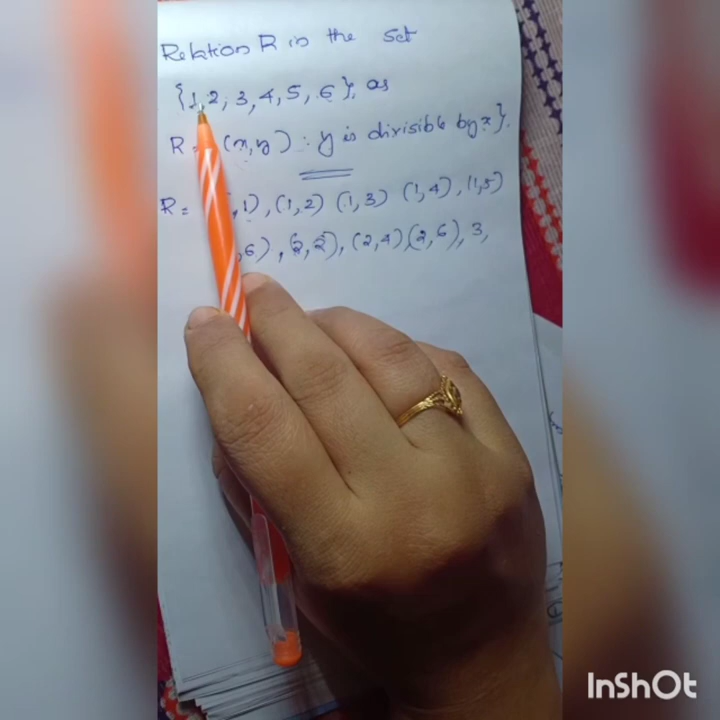 Relation R in the Set
{1, 2, 3, 4, 5, 6}, as
R = (x, y) : y is divisible by x}.
R = ,1), (1,2) (1,3) (1,4), (1,5)
,6), (2,2), (2,4) (2,6), 3,
InShOt